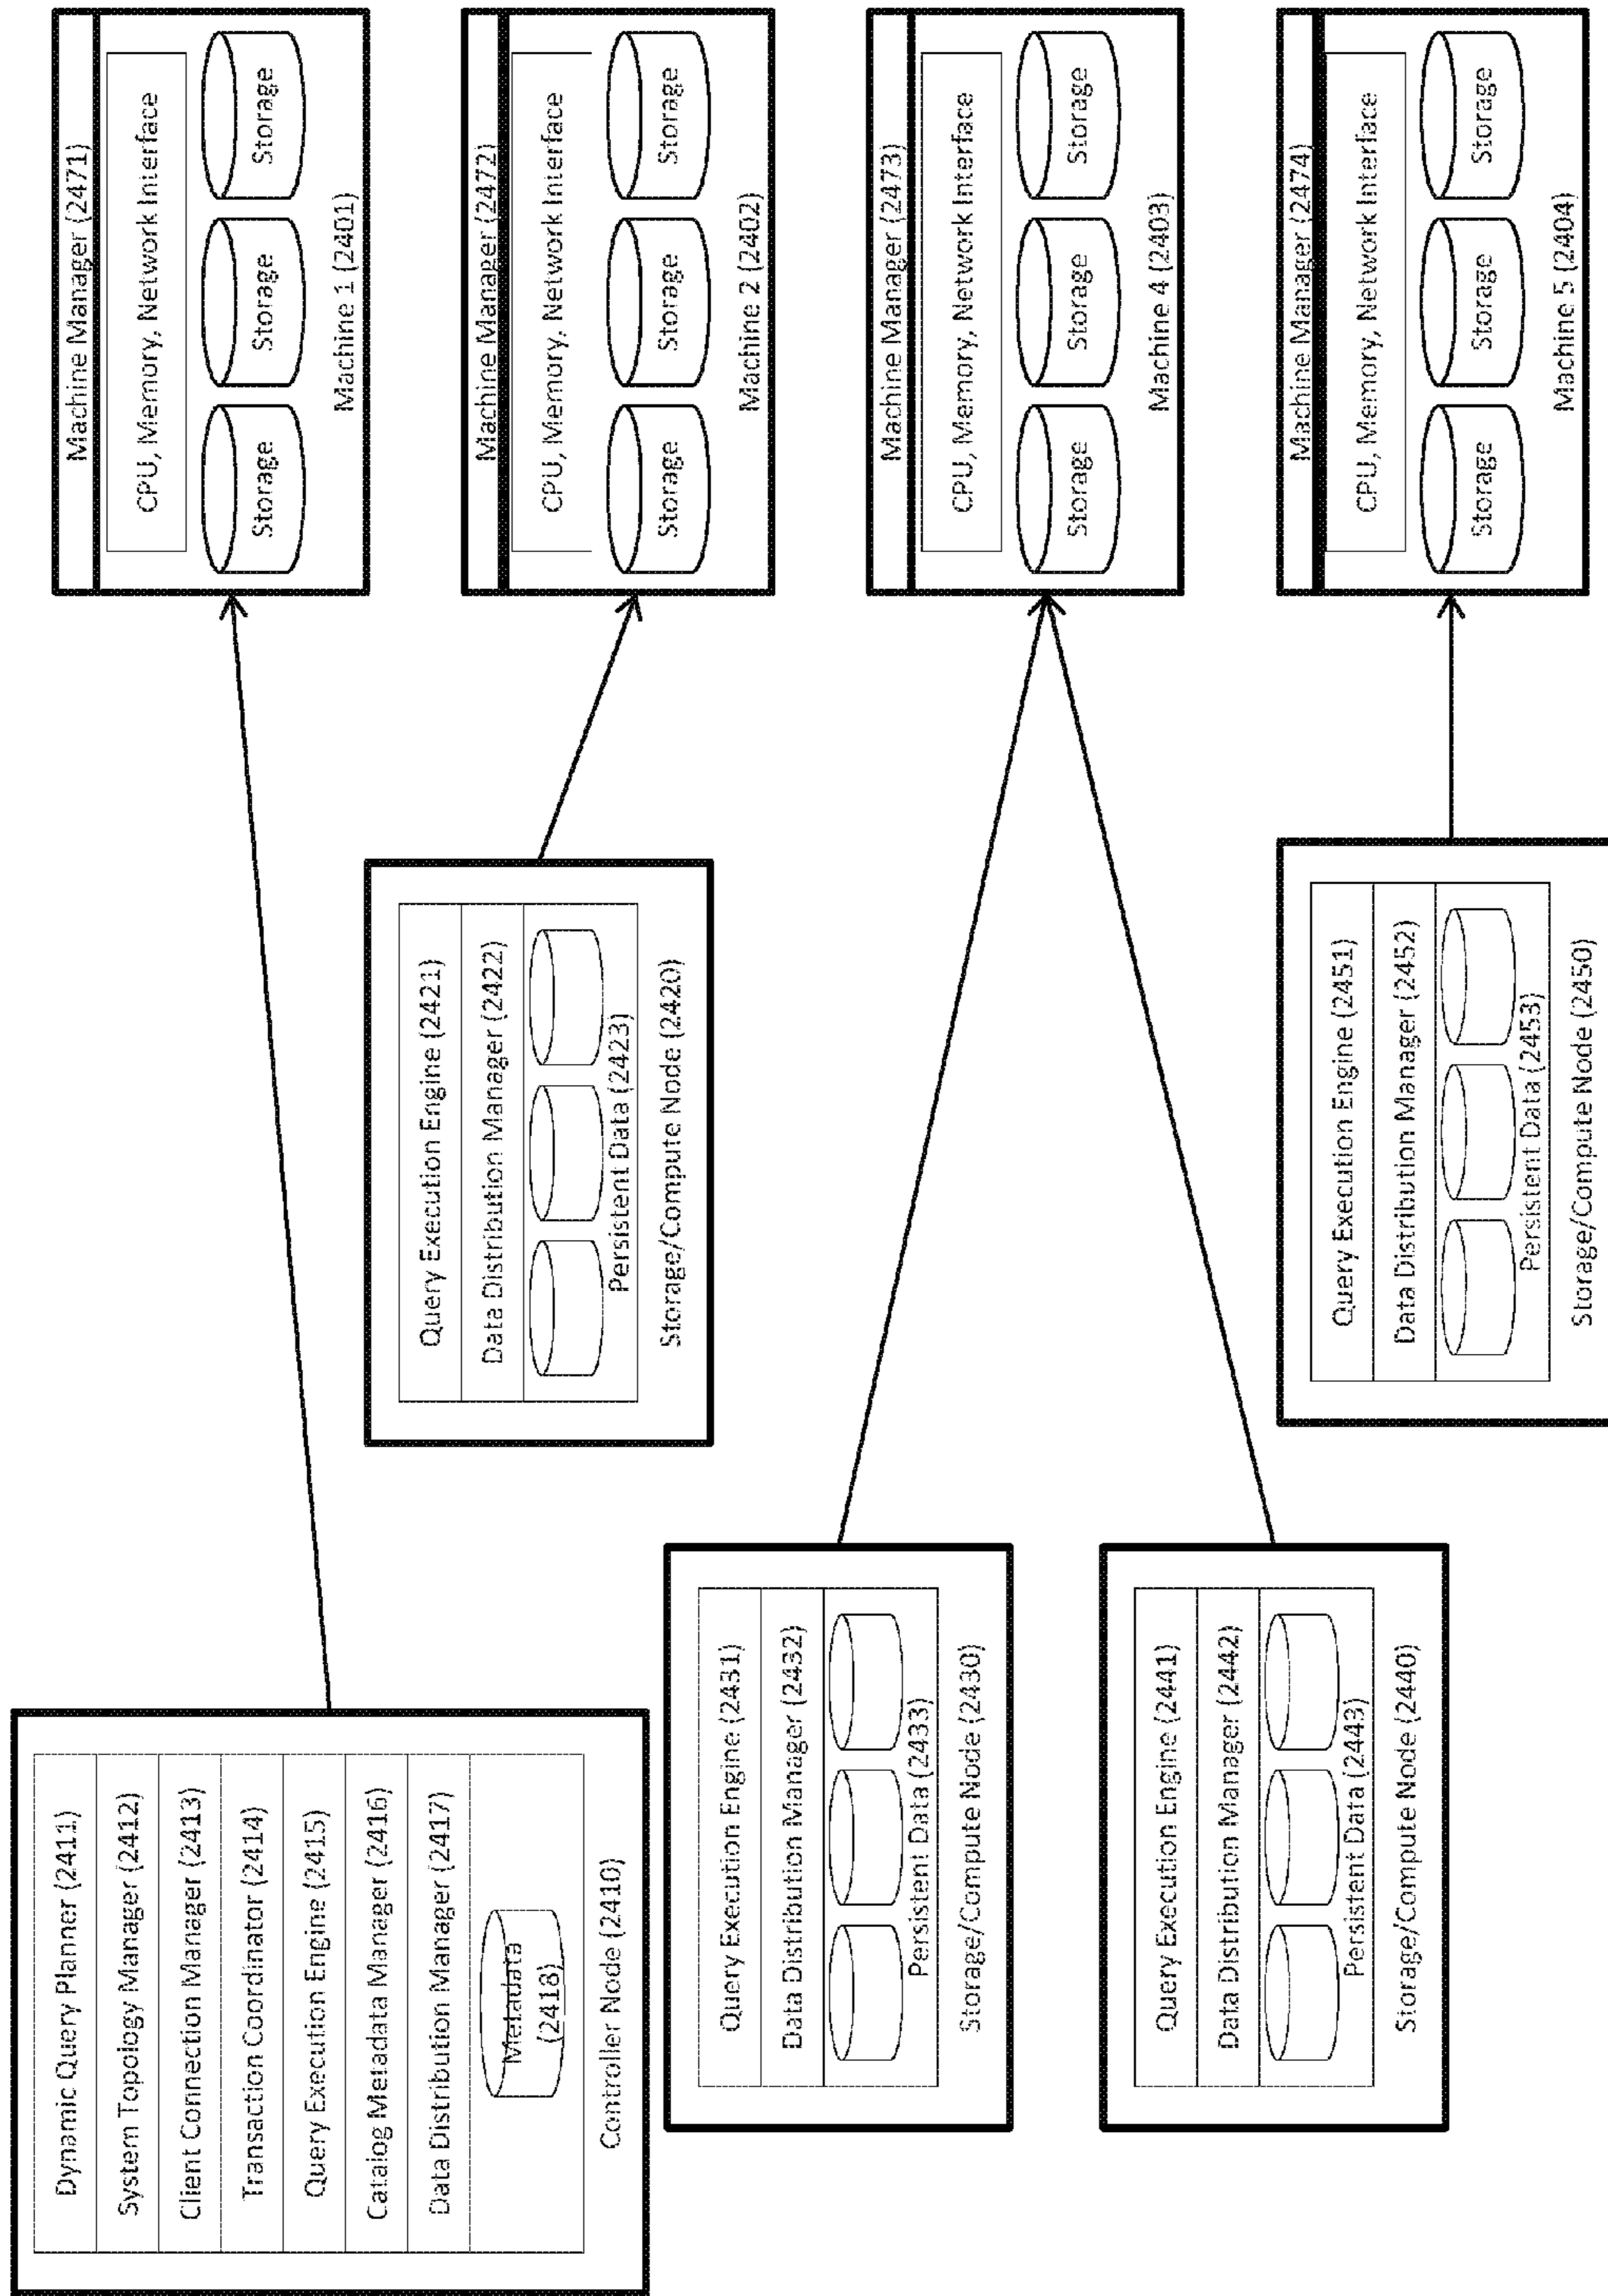 Dynamic Query Planner (2411)
System Topology Manager (2412)
Client Connection Manager (2413)
Transaction Coordinator (2414)
Query Execution Engine (2415)
Catalog Metadata Manager (2416)
Data Distribution Manager (2417)
Metadata
(2418)
Controller Node (2410)
Query Execution Engine (2421)
Data Distribution Manager (2422)
Persistent Data (2423)
Storage/Compute Node (2420)
Query Execution Engine (2431)
Data Distribution Manager (2432)
Persistent Data (2433)
Storage/Compute Node (2430)
Query Execution Engine (2441)
Data Distribution Manager (2442)
Persistent Data (2443)
Storage/Compute Node (2440)
Query Execution Engine (2451)
Data Distribution Manager (2452)
Persistent Data (2453)
Storage/Compute Node (2450)
Machine Manager (2471)
CPU, Memory, Network Interface
Storage Storage Storage
Machine 1 (2401)
Machine Manager (2472)
CPU, Memory, Network Interface
Storage Storage Storage
Machine 2 (2402)
Machine Manager (2473)
CPU, Memory, Network Interface
Storage Storage Storage
Machine 4 (2403)
Machine Manager (2474)
CPU, Memory, Network Interface
Storage Storage Storage
Machine 5 (2404)